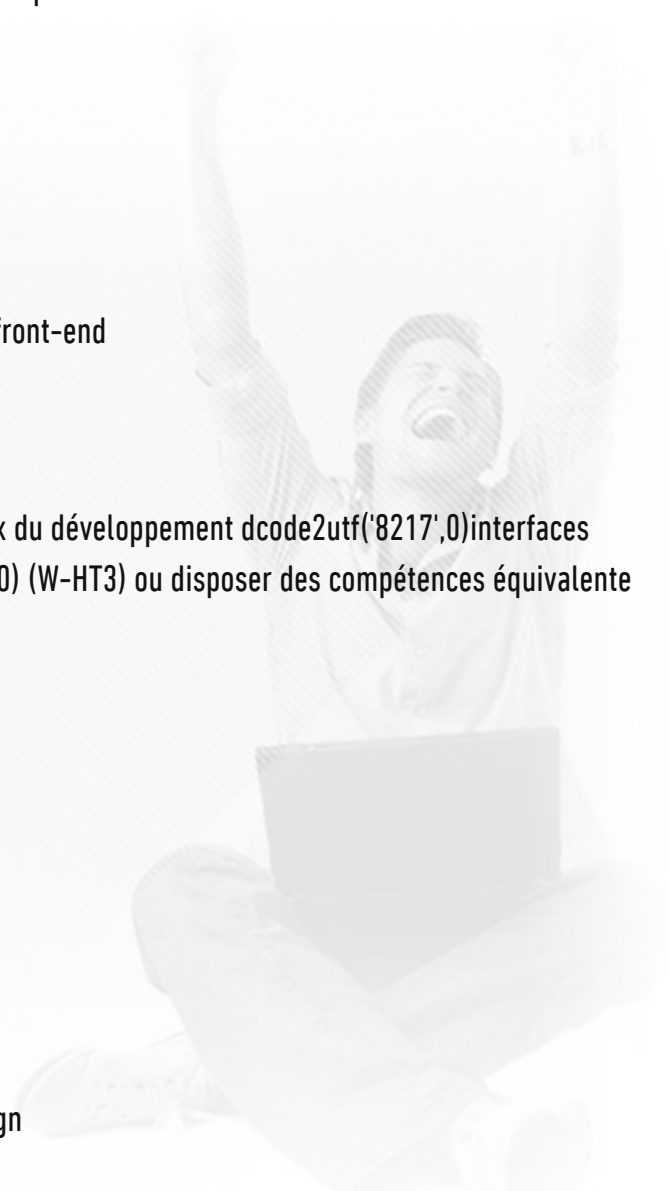 front-end
x du développement dcode2utf('8217',0)interfaces
0) (W-HT3) ou disposer des compétences équivalente
gn